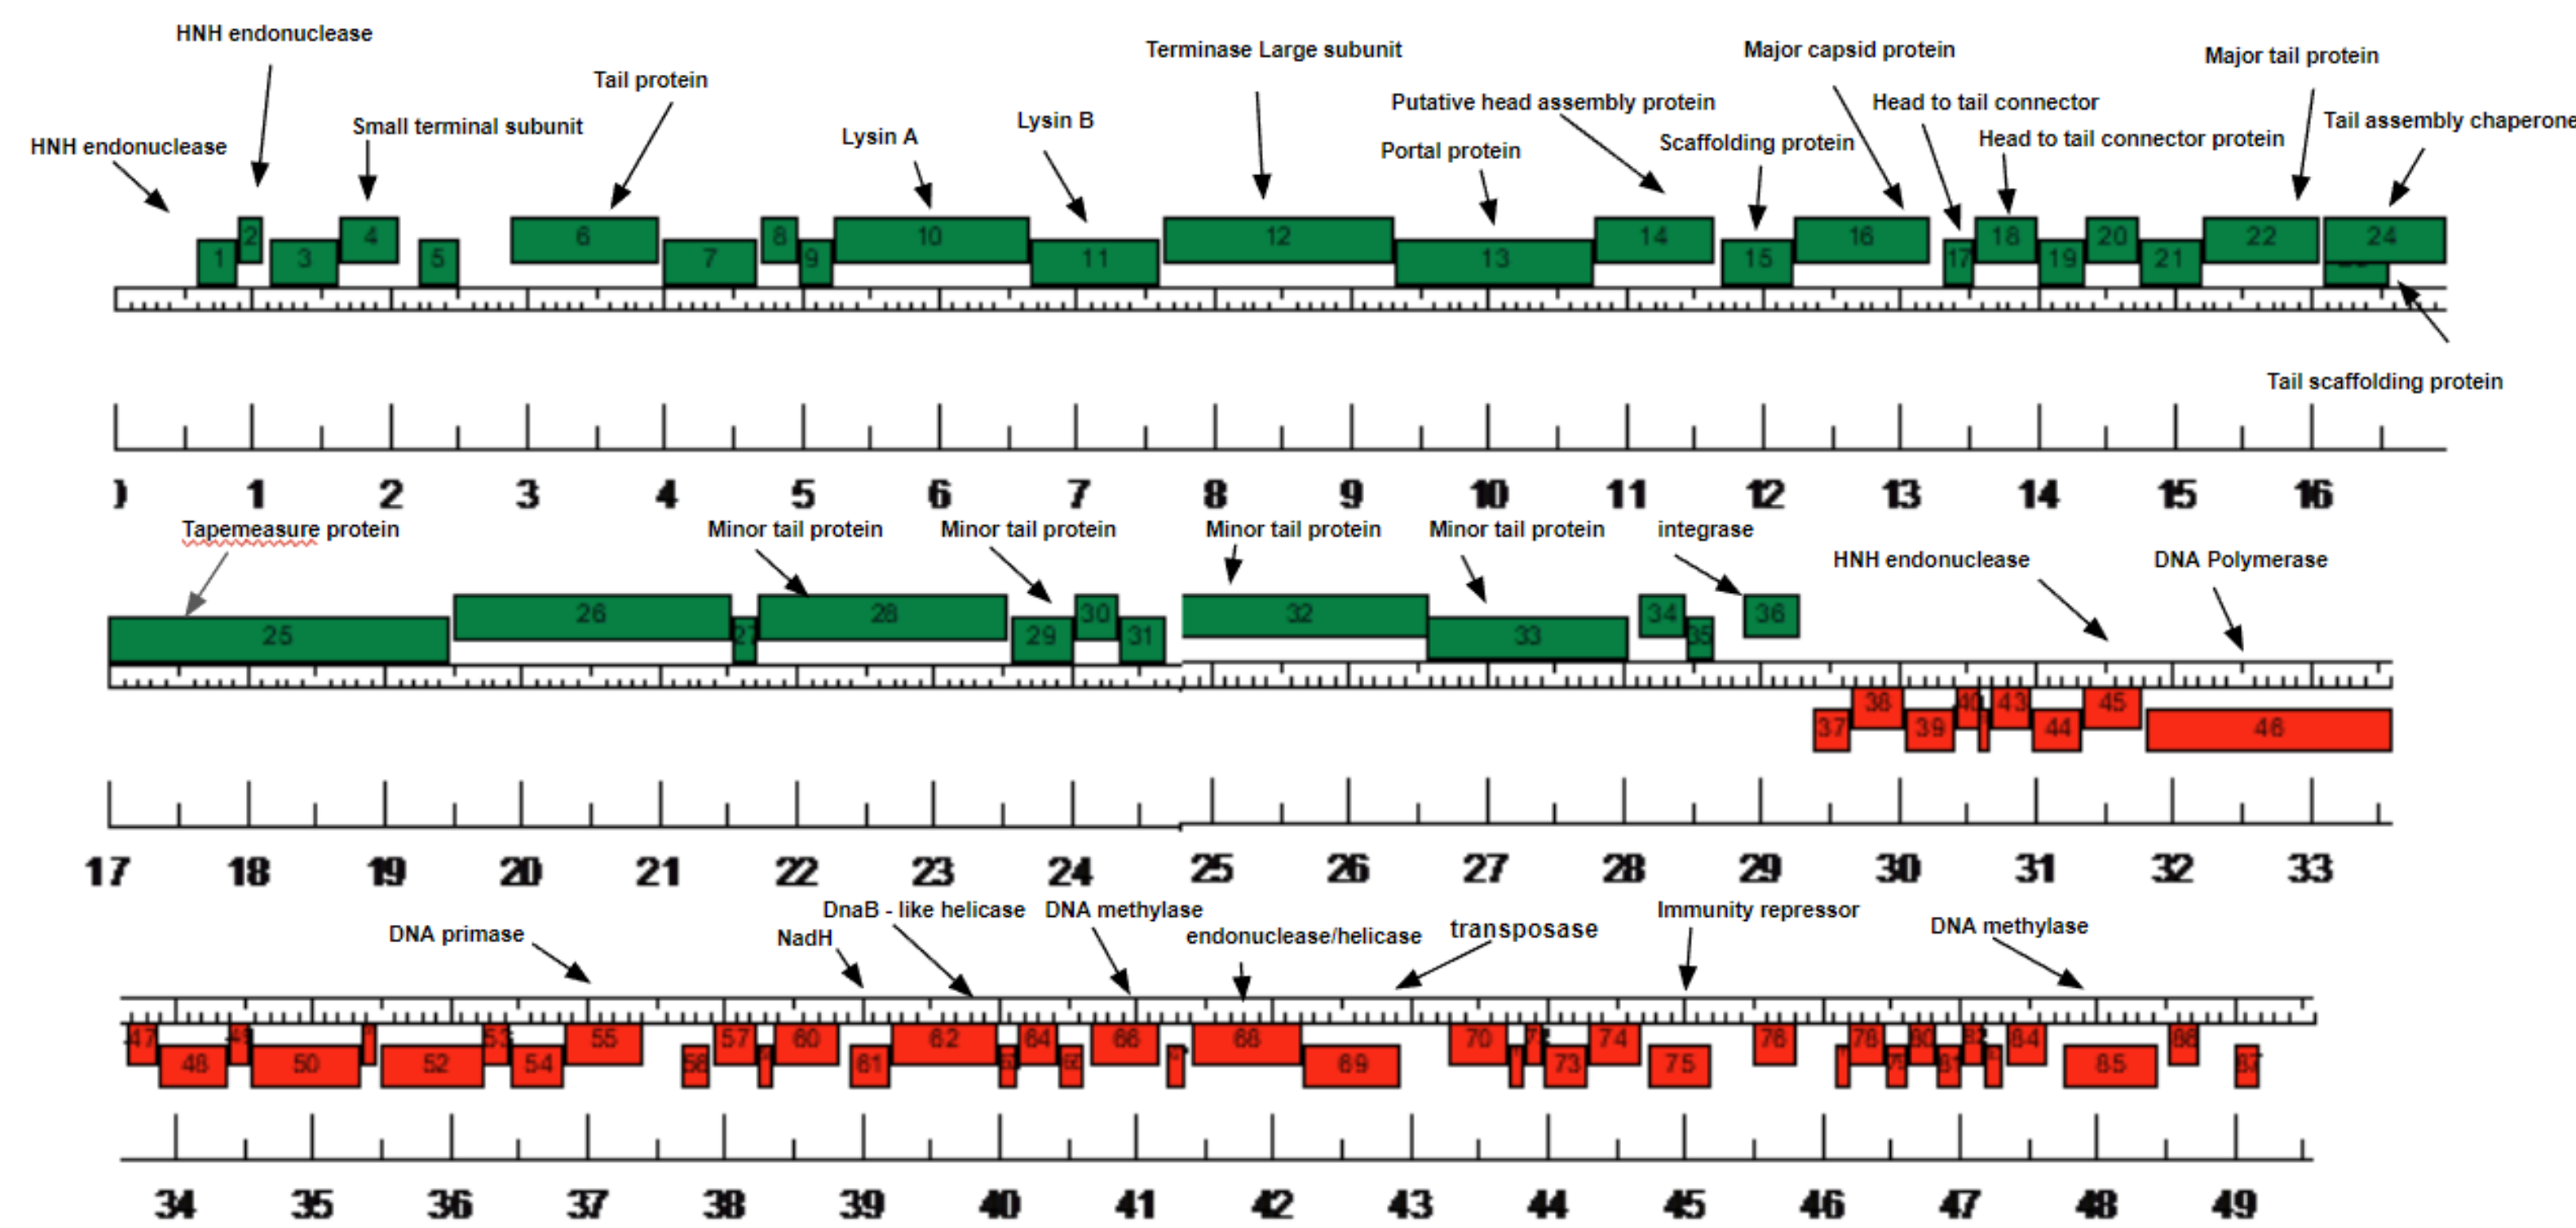 HNH endonuclease
Terminase Large subunit
Major capsid protein
Major tail protein
Tail protein
Putative head assembly protein
Head to tail connector
Lysin B
Tail assembly chaperone
Small terminal subunit
Lysin A
Head to tail connector protein
HNH endonuclease
Portal protein
Scaffolding protein
1 2 3 4 5 6 7 8 9 10 11 12 13 14 15 16 17 18 19 20 21 22 24
Tail scaffolding protein
1 2 3 4 5 6 7 8 9 10 11 12 13 14 15 16
Tapemeasure protein
Minor tail protein
Minor tail protein
Minor tail protein
Minor tail protein
integrase
HNH endonuclease
DNA Polymerase
25 26 27 28 29 30 31 32 33 34 35 36
37 38 39 40 43 44 45 46
17 18 19 20 21 22 23 24 25 26 27 28 29 30 31 32 33
DnaB - like helicase
DNA methylase
Immunity repressor
DNA primase
NadH
endonuclease/helicase
transposase
DNA methylase
47 48 49 50 52 53 54 55 56 57 60 61 62 64 66 68 69 70 73 74 75 76 78 79 80 81 82 84 85 86 87
34 35 36 37 38 39 40 41 42 43 44 45 46 47 48 49